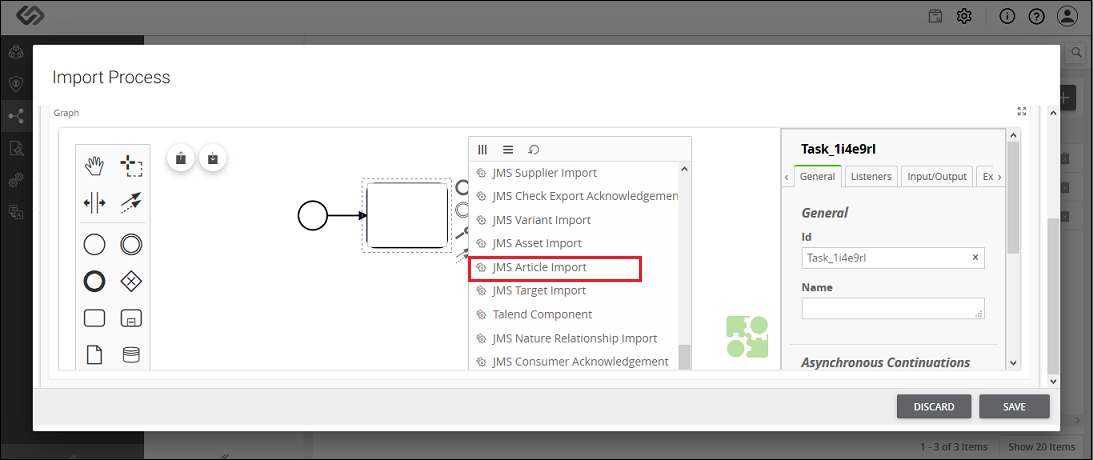 Import Process
Graph
JMS Supplier Import
JMS Check Export Acknowledgemen
JMS Variant Import
JMS Asset Import
JMS Article Import
JMS Target Import
Talend Component
JMS Nature Relationship Import
JMS Consumer Acknowledgement
Task_1i4e9rl
General
Listeners
Input/Output
Ex
General
Id
Task_1i4e9rl
Name
Asynchronous Continuations
DISCARD
SAVE
1 - 3 of 3 Items
Show 20 Items